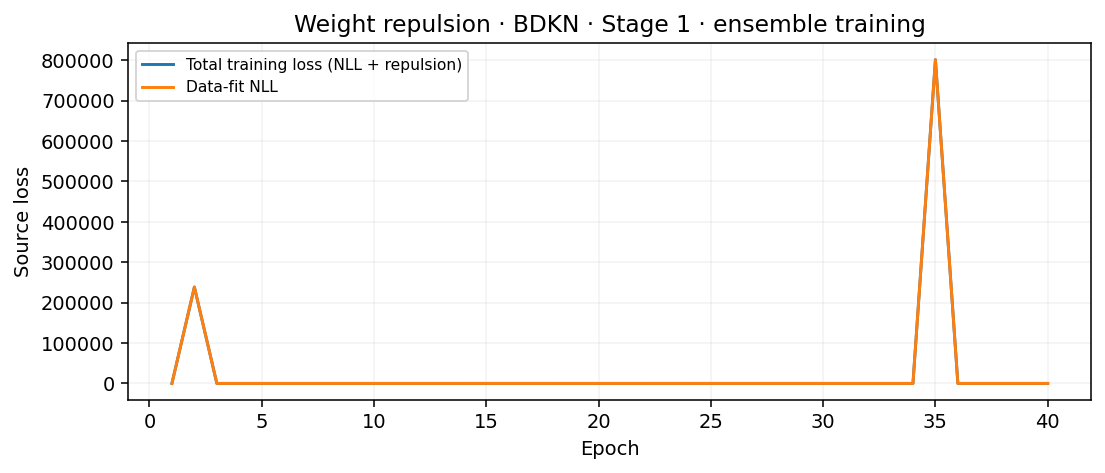 Weight repulsion · BDKN · Stage 1 · ensemble training
Total training loss (NLL + repulsion)
Data-fit NLL
Source loss
800000
700000
600000
500000
400000
300000
200000
100000
0
0 5 10 15 20 25 30 35 40
Epoch